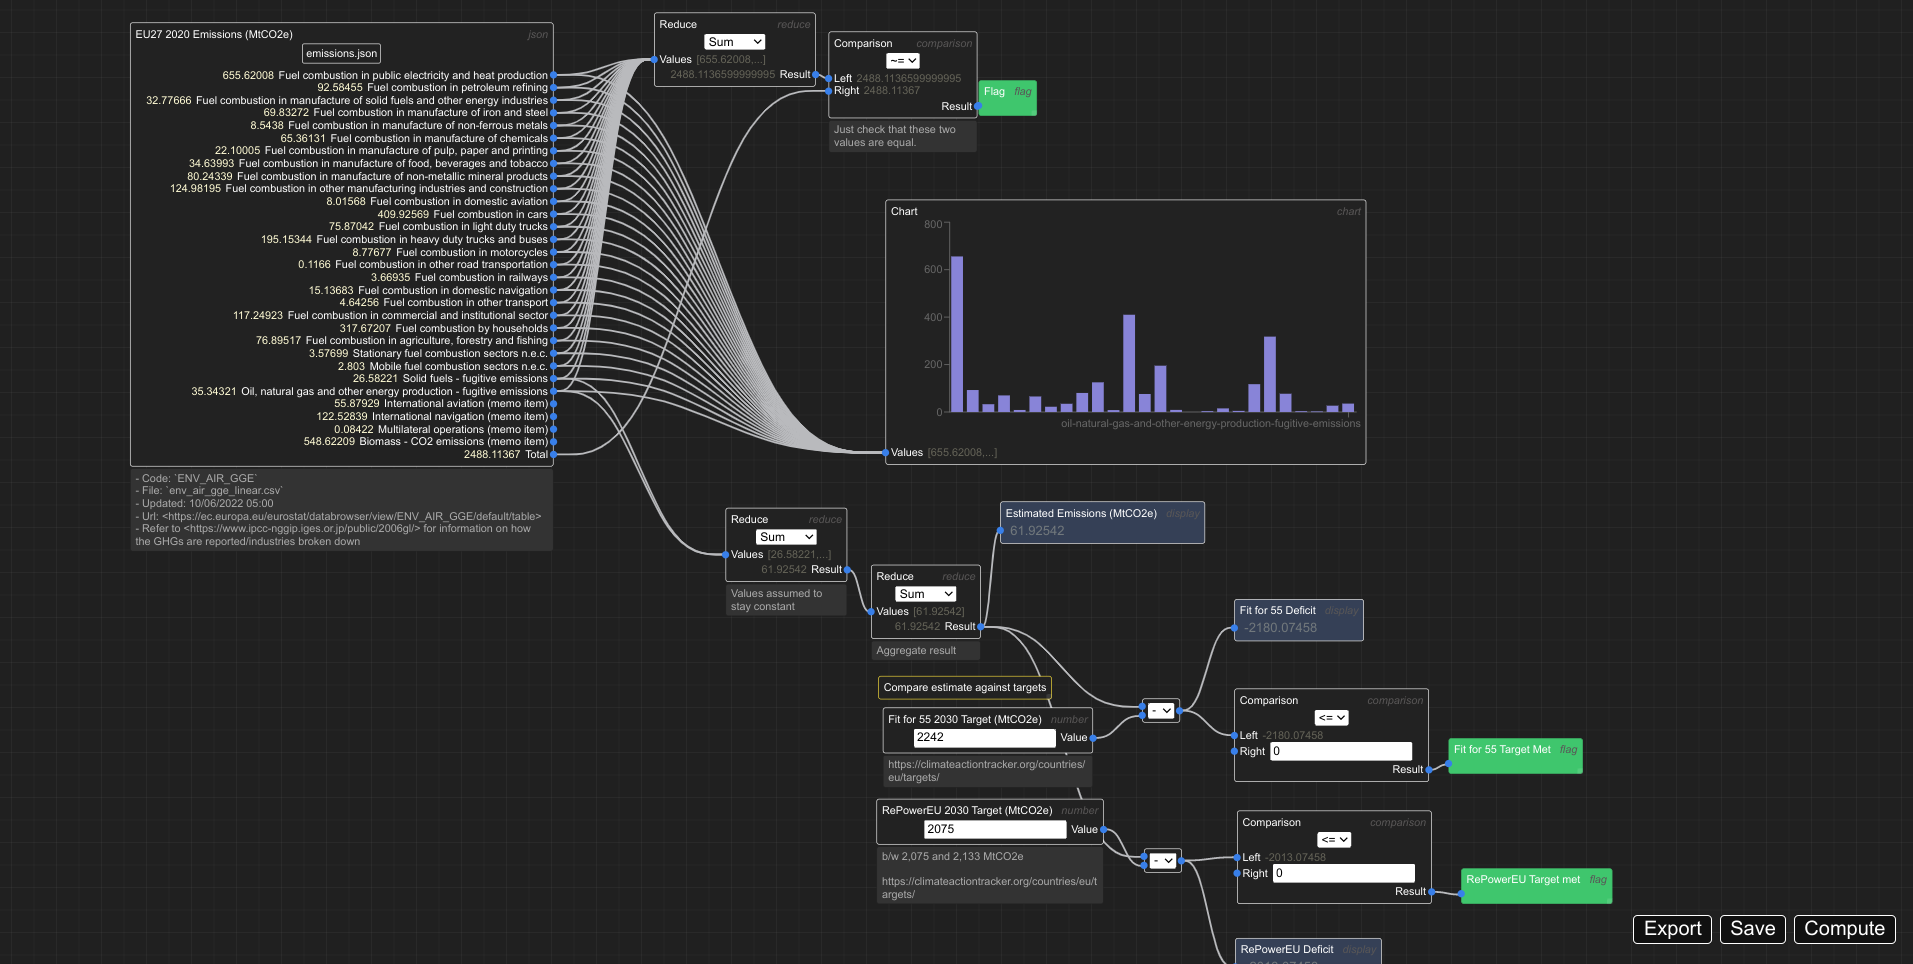 EU27 2020 Emissions (MtCO2e) json
emissions.json
655.62008 Fuel combustion in public electricity and heat production
92.58455 Fuel combustion in petroleum refining
32.77666 Fuel combustion in manufacture of solid fuels and other energy industries
69.83272 Fuel combustion in manufacture of iron and steel
8.5438 Fuel combustion in manufacture of non-ferrous metals
65.36131 Fuel combustion in manufacture of chemicals
22.10005 Fuel combustion in manufacture of pulp, paper and printing
34.63993 Fuel combustion in manufacture of food, beverages and tobacco
80.24339 Fuel combustion in manufacture of non-metallic mineral products
124.98195 Fuel combustion in other manufacturing industries and construction
8.01568 Fuel combustion in domestic aviation
409.92569 Fuel combustion in cars
75.87042 Fuel combustion in light duty trucks
195.15344 Fuel combustion in heavy duty trucks and buses
8.77677 Fuel combustion in motorcycles
0.1166 Fuel combustion in other road transportation
3.66935 Fuel combustion in railways
15.13683 Fuel combustion in domestic navigation
4.64256 Fuel combustion in other transport
117.24923 Fuel combustion in commercial and institutional sector
317.67207 Fuel combustion by households
76.89517 Fuel combustion in agriculture, forestry and fishing
3.57699 Stationary fuel combustion sectors n.e.c.
2.803 Mobile fuel combustion sectors n.e.c.
26.58221 Solid fuels - fugitive emissions
35.34321 Oil, natural gas and other energy production - fugitive emissions
55.87929 International aviation (memo item)
122.52839 International navigation (memo item)
0.08422 Multilateral operations (memo item)
548.62209 Biomass - CO2 emissions (memo item)
2488.11367 Total
- Code: `ENV_AIR_GGE`
- File: `env_air_gge_linear.csv`
- Updated: 10/06/2022 05:00
- Url: <https://ec.europa.eu/eurostat/databrowser/view/ENV_AIR_GGE/default/table>
- Refer to <https://www.ipcc-nggip.iges.or.jp/public/2006gl/> for information on how
the GHGs are reported/industries broken down
Reduce reduce
Sum
Values [655.62008,...]
2488.1136599999995 Result
Comparison comparison
~=
Left 2488.1136599999995
Right 2488.11367
Result
Flag flag
Just check that these two
values are equal.
Chart chart
800
600
400
200
0
oil-natural-gas-and-other-energy-production-fugitive-emissions
Values [655.62008,...]
Reduce reduce
Sum
Values [26.58221,...]
61.92542 Result
Values assumed to
stay constant
Estimated Emissions (MtCO2e) display
61.92542
Reduce reduce
Sum
Values [61.92542]
61.92542 Result
Aggregate result
Fit for 55 Deficit display
-2180.07458
Compare estimate against targets
Fit for 55 2030 Target (MtCO2e) number
2242
Value
https://climateactiontracker.org/countries/
eu/targets/
-
Comparison comparison
<=
Left -2180.07458
Right 0
Result
Fit for 55 Target Met flag
RePowerEU 2030 Target (MtCO2e) number
2075
Value
b/w 2,075 and 2,133 MtCO2e
https://climateactiontracker.org/countries/eu/t
argets/
-
Comparison comparison
<=
Left -2013.07458
Right 0
Result
RePowerEU Target met flag
RePowerEU Deficit display
Export Save Compute